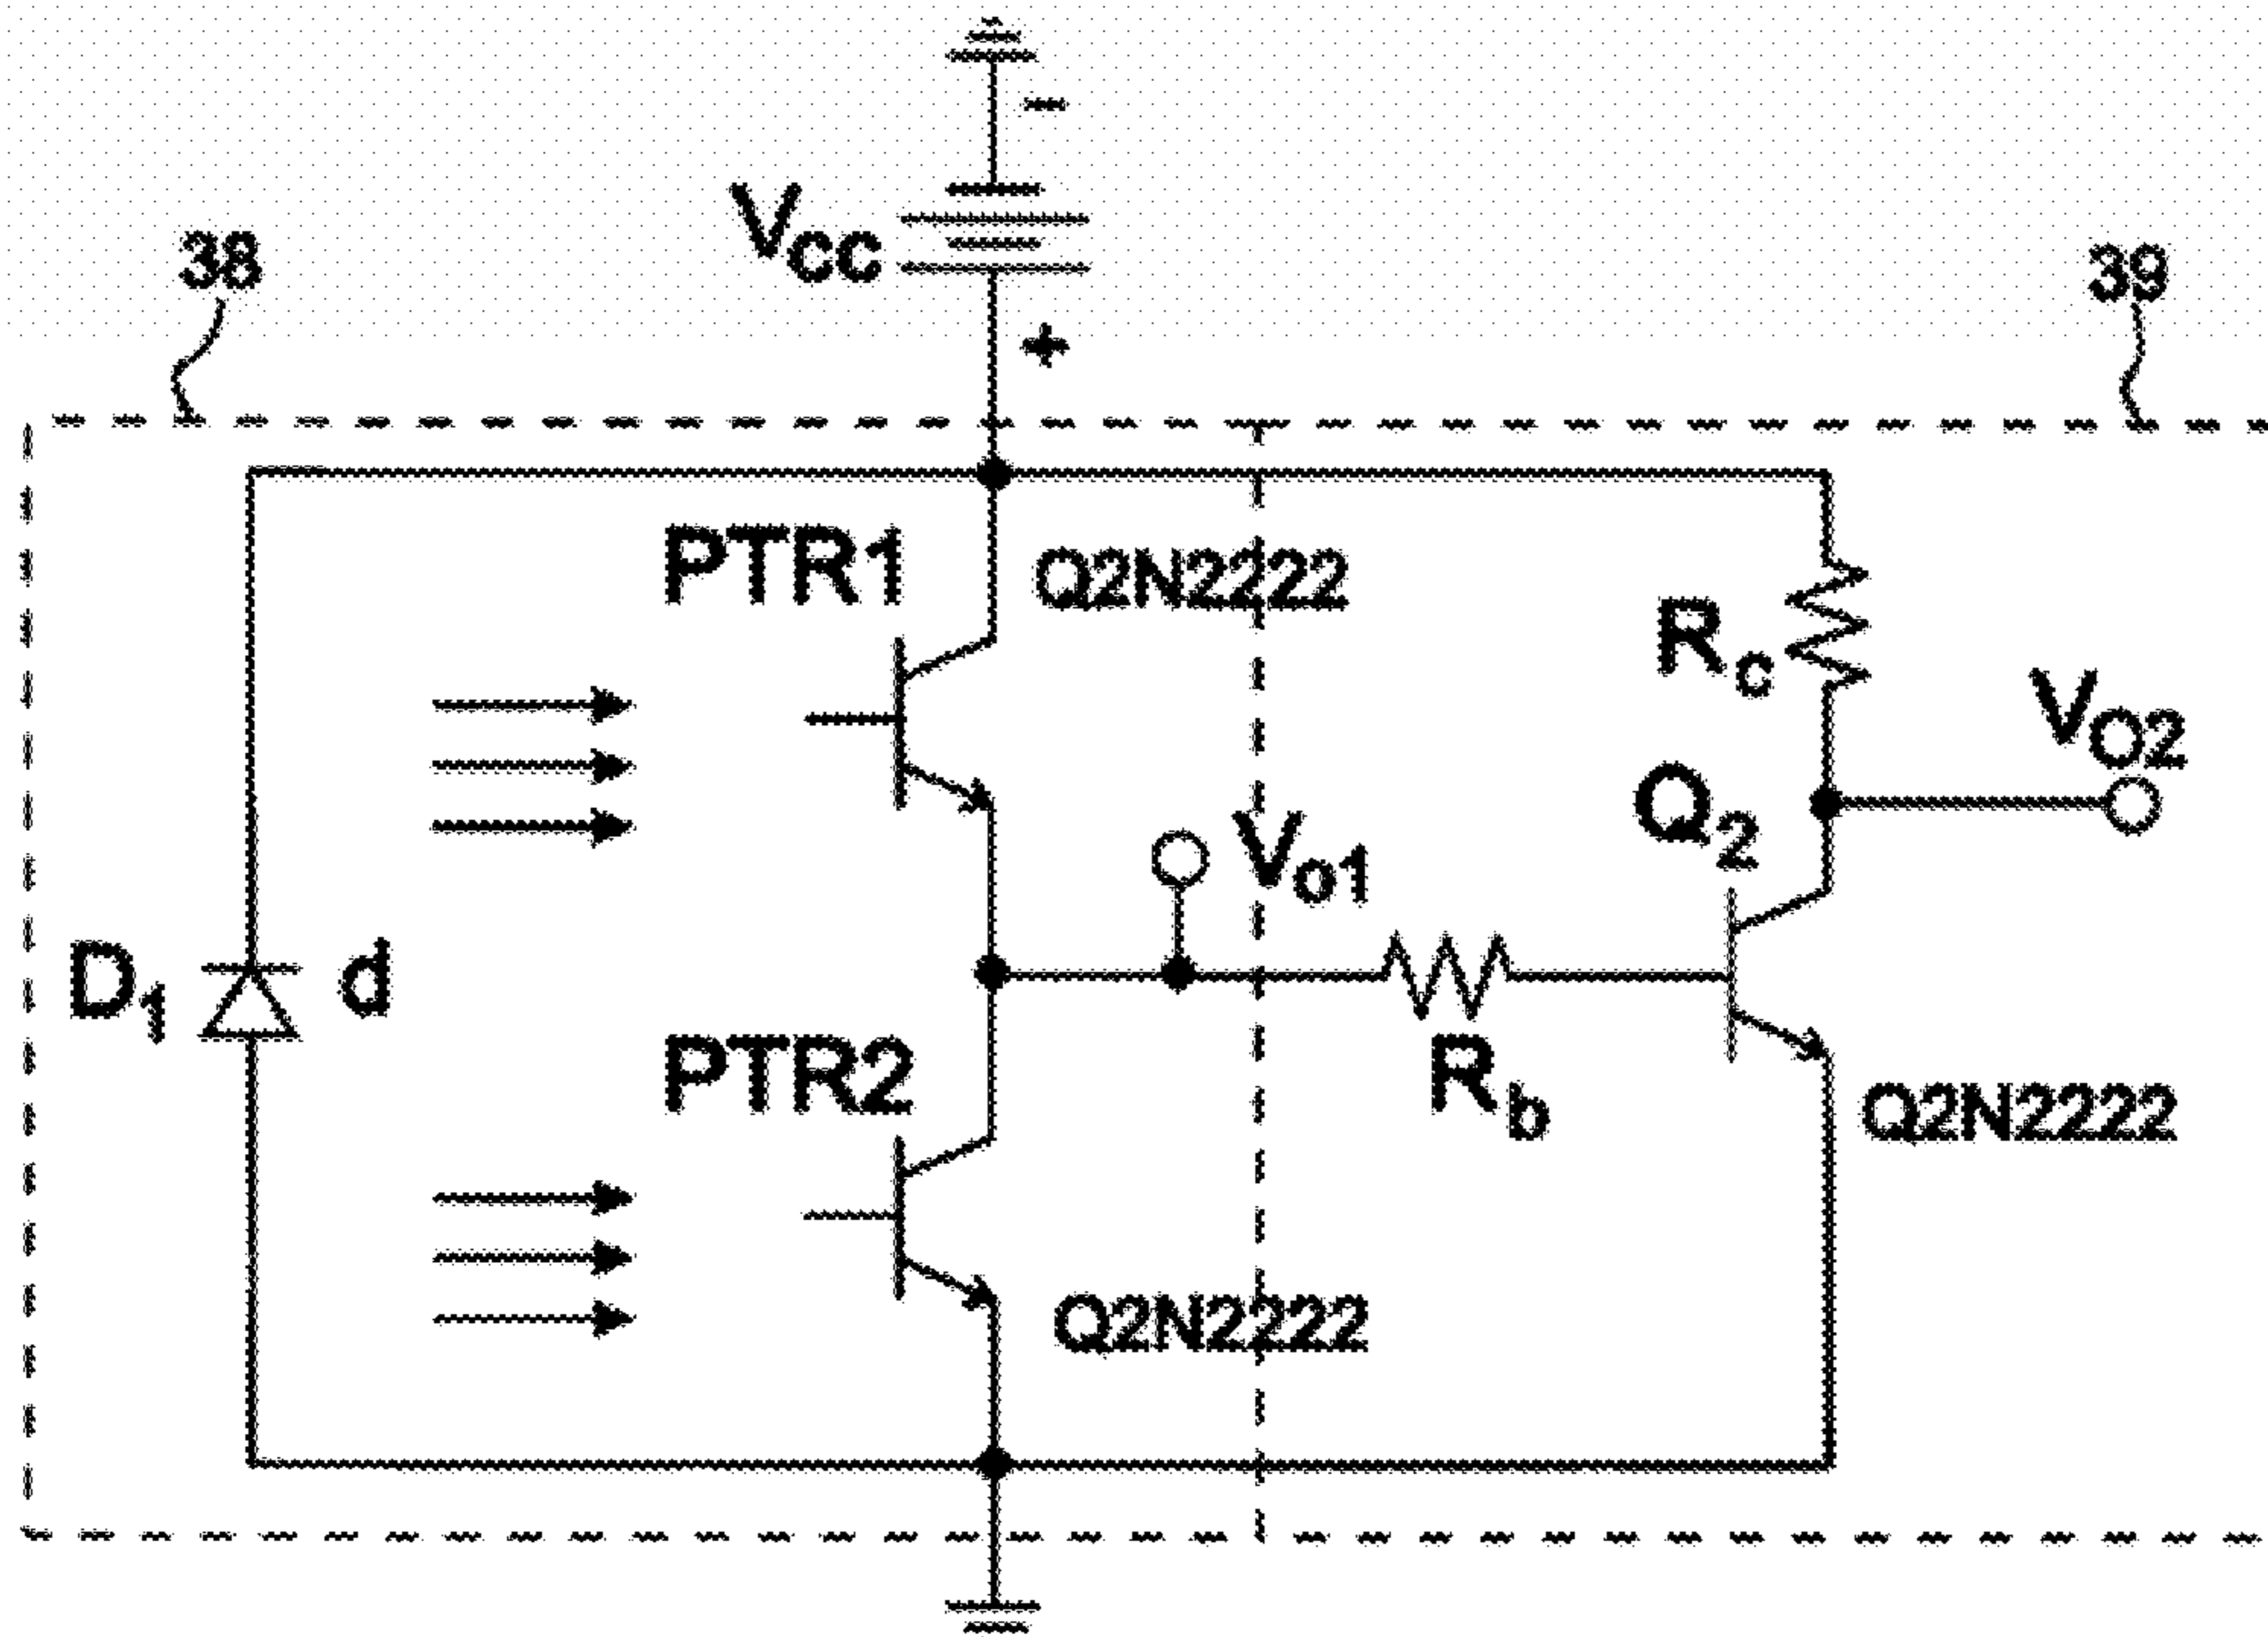 -
VCC
38
39
+
PTR1
Q2N2222
Rc
VO2
Q2
Vo1
D1
d
PTR2
Rb
Q2N2222
Q2N2222